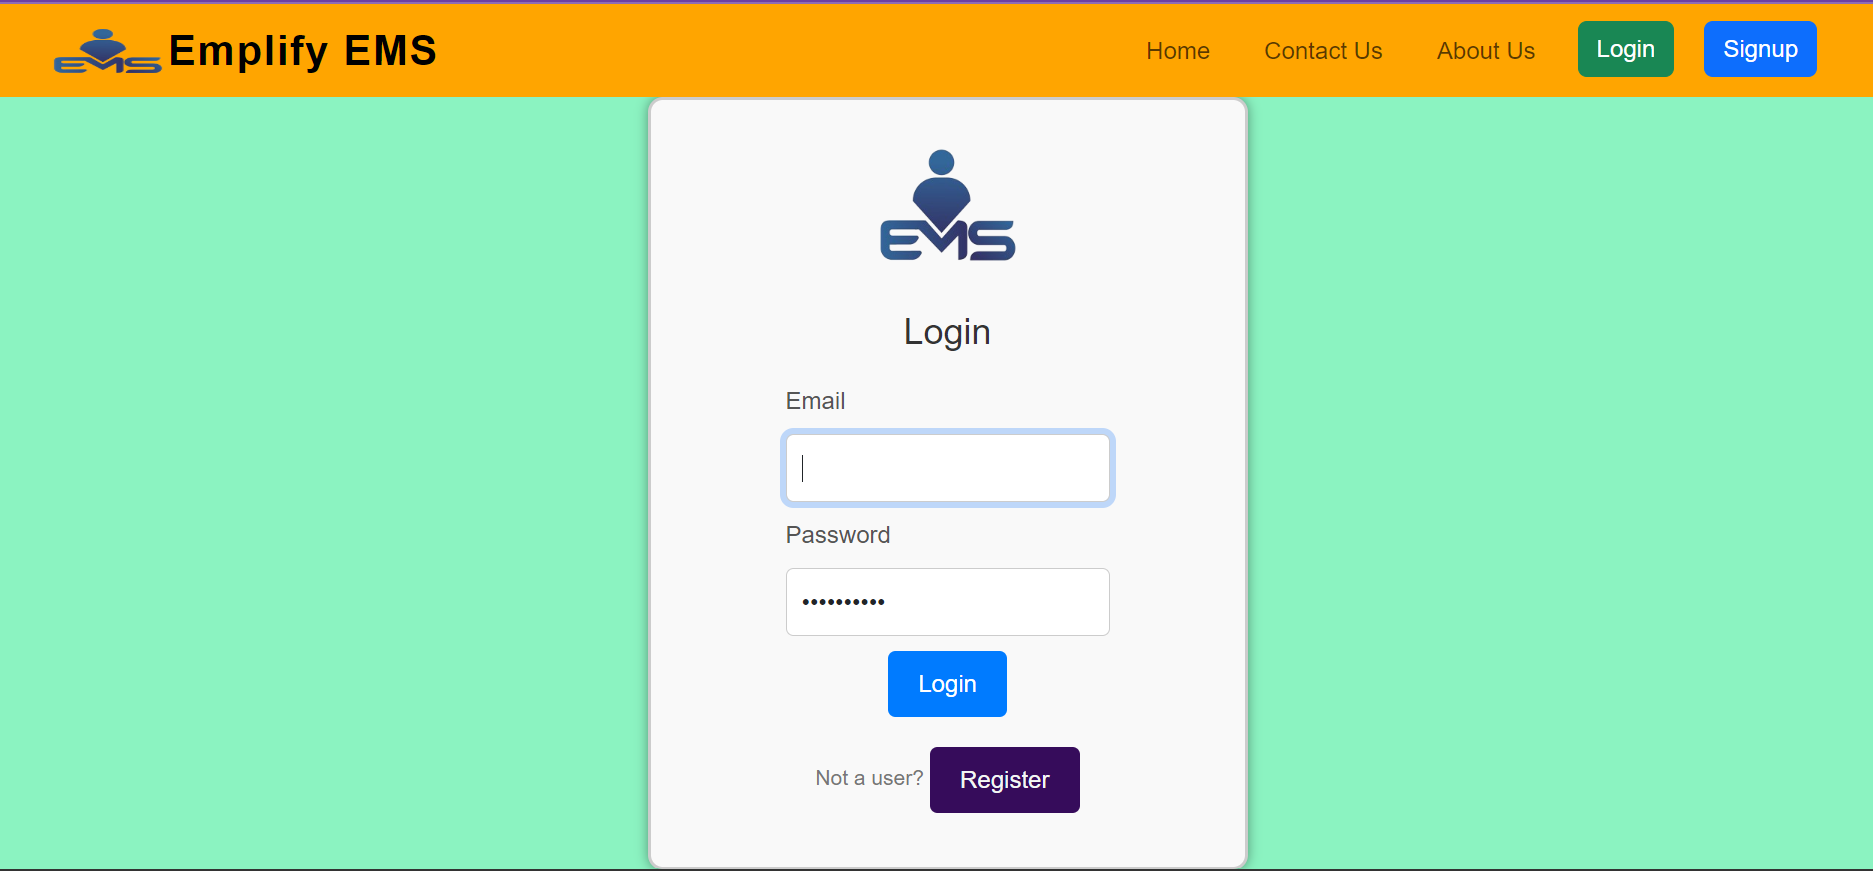 EMS Emplify EMS Home Contact Us About Us Login Signup
EMS
Login
Email
Password
••••••••••
Login
Not a user? Register